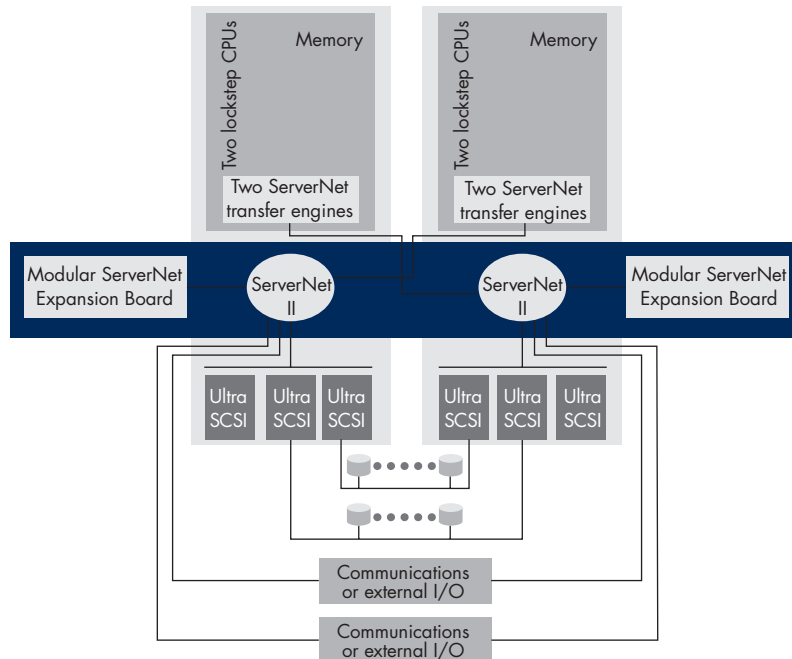 Two lockstep CPUs
Memory
Two ServerNet
transfer engines
Two lockstep CPUs
Memory
Two ServerNet
transfer engines
Modular ServerNet
Expansion Board
ServerNet
II
ServerNet
II
Modular ServerNet
Expansion Board
Ultra
SCSI
Ultra
SCSI
Ultra
SCSI
Ultra
SCSI
Ultra
SCSI
Ultra
SCSI
Communications
or external I/O
Communications
or external I/O